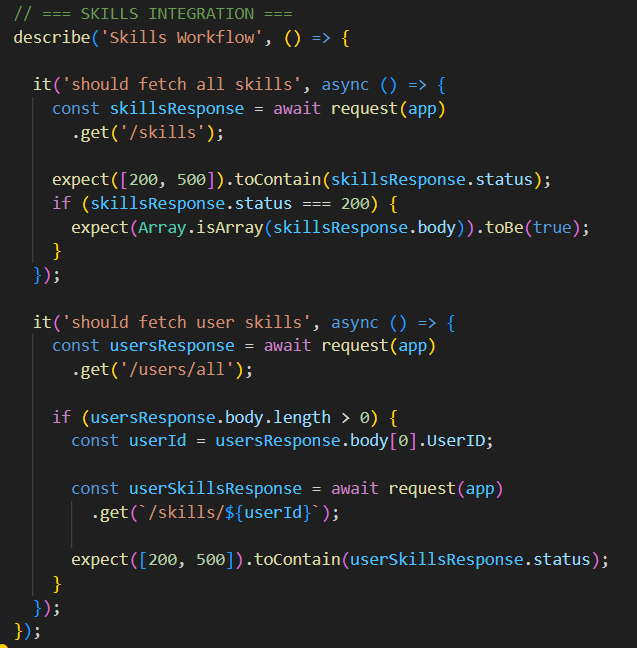 // === SKILLS INTEGRATION ===
describe('Skills Workflow', () => {

  it('should fetch all skills', async () => {
    const skillsResponse = await request(app)
      .get('/skills');

    expect([200, 500]).toContain(skillsResponse.status);
    if (skillsResponse.status === 200) {
      expect(Array.isArray(skillsResponse.body)).toBe(true);
    }
  });

  it('should fetch user skills', async () => {
    const usersResponse = await request(app)
      .get('/users/all');

    if (usersResponse.body.length > 0) {
      const userId = usersResponse.body[0].UserID;

      const userSkillsResponse = await request(app)
        .get(`/skills/${userId}`);

      expect([200, 500]).toContain(userSkillsResponse.status);
    }
  });
});